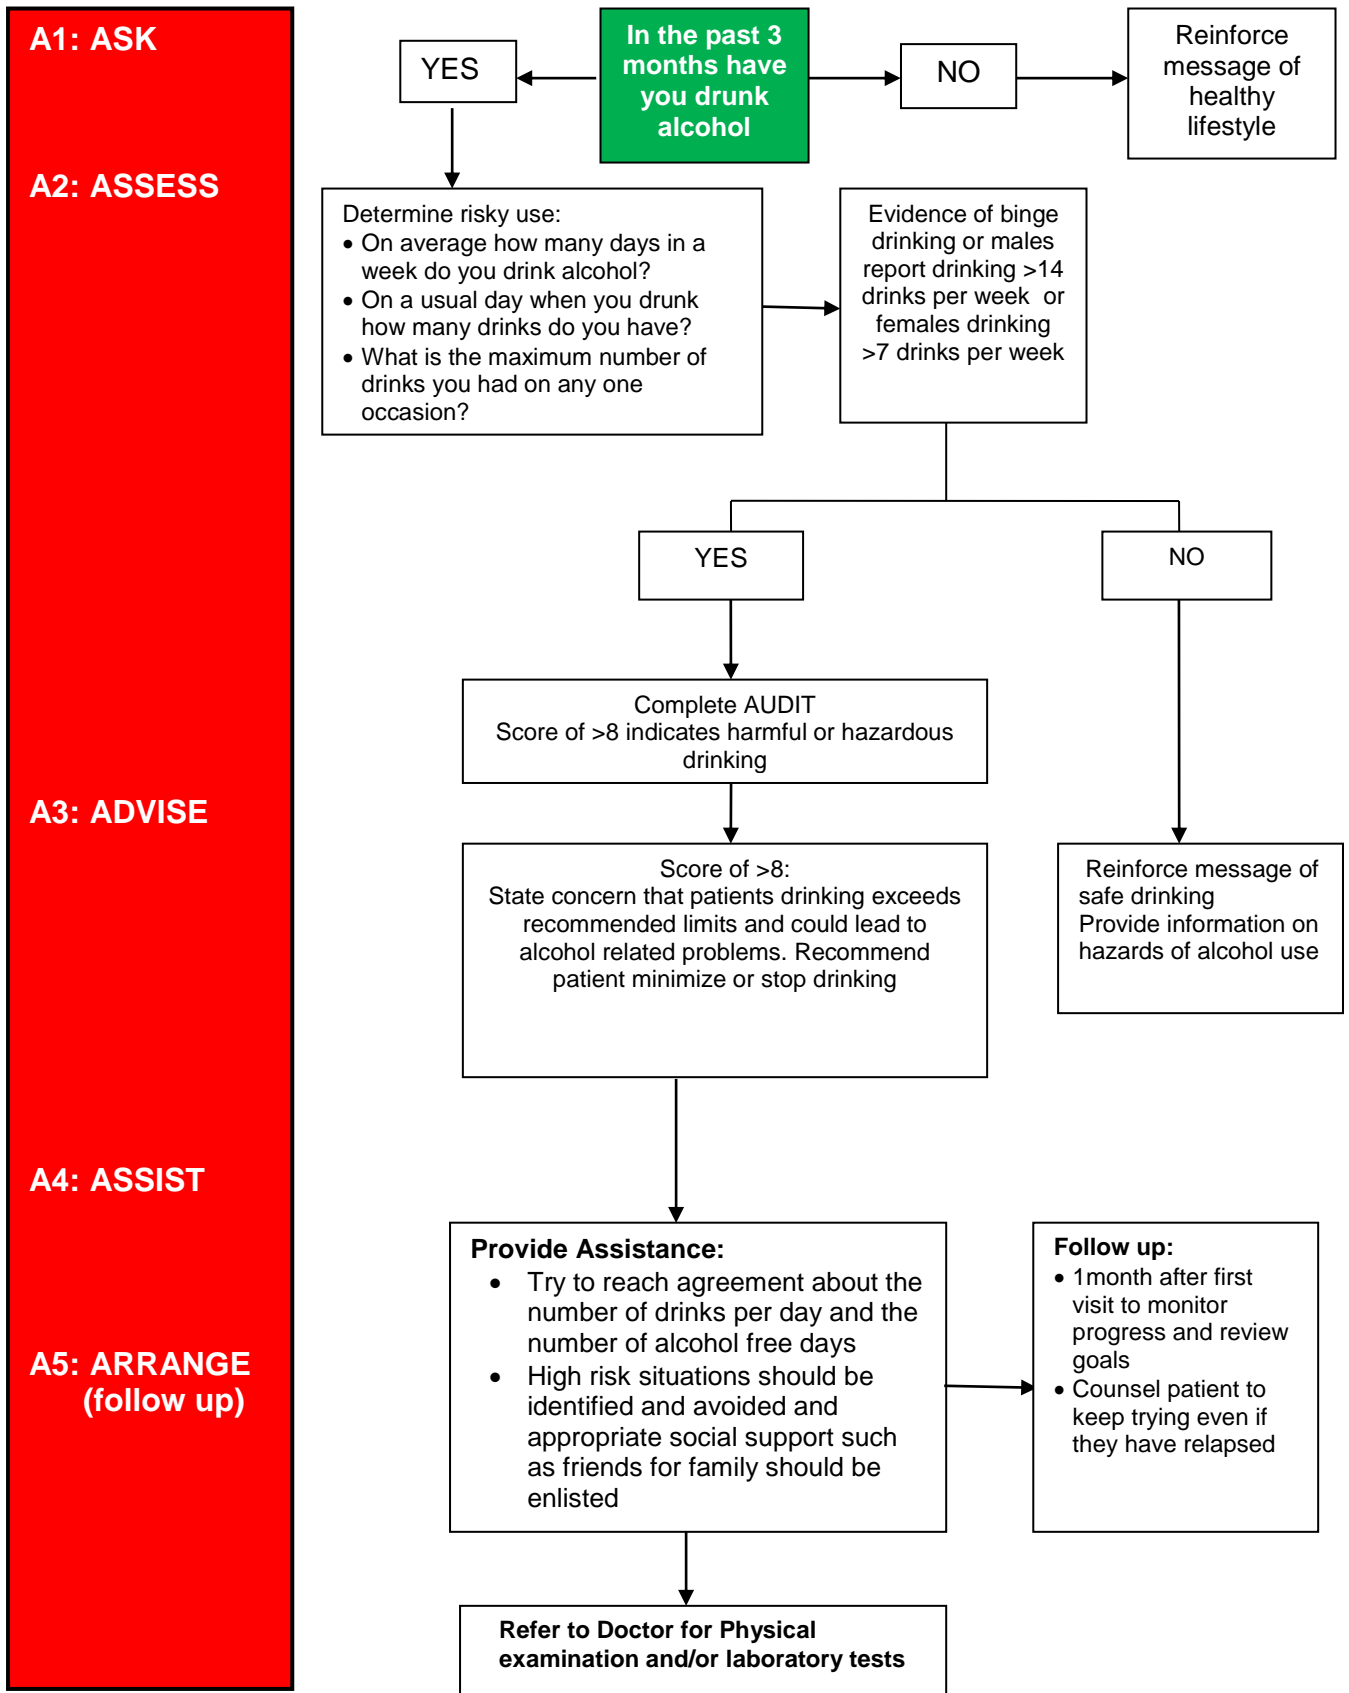 A1: ASK
YES
In the past 3
months have
you drunk
alcohol
NO
Reinforce
message of
healthy
lifestyle
A2: ASSESS
Determine risky use:
• On average how many days in a
week do you drink alcohol?
• On a usual day when you drunk
how many drinks do you have?
• What is the maximum number of
drinks you had on any one
occasion?
Evidence of binge
drinking or males
report drinking >14
drinks per week or
females drinking
>7 drinks per week
YES
NO
Complete AUDIT
Score of >8 indicates harmful or hazardous
drinking
A3: ADVISE
Score of >8:
State concern that patients drinking exceeds
recommended limits and could lead to
alcohol related problems. Recommend
patient minimize or stop drinking
Reinforce message of
safe drinking
Provide information on
hazards of alcohol use
A4: ASSIST
Provide Assistance:
• Try to reach agreement about the
number of drinks per day and the
number of alcohol free days
• High risk situations should be
identified and avoided and
appropriate social support such
as friends for family should be
enlisted
Follow up:
• 1month after first
visit to monitor
progress and review
goals
• Counsel patient to
keep trying even if
they have relapsed
A5: ARRANGE
(follow up)
Refer to Doctor for Physical
examination and/or laboratory tests